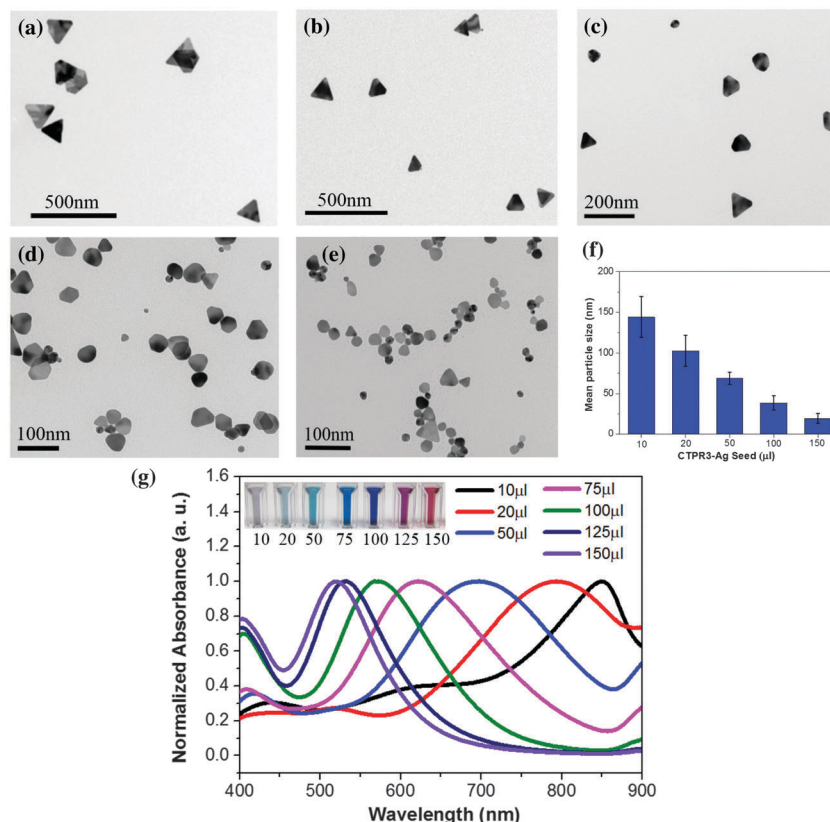 (a)
500nm
(b)
500nm
(c)
200nm
(d)
100nm
(e)
100nm
(f)
Mean particle size (nm)
200
150
100
50
0
10 20 50 100 150
CTPR3-Ag Seed (µl)
(g)
Normalized Absorbance (a. u.)
1.6
1.4
1.2
1.0
0.8
0.6
0.4
0.2
0.0
10 20 50 75 100 125 150
10µl
20µl
50µl
75µl
100µl
125µl
150µl
400 500 600 700 800 900
Wavelength (nm)